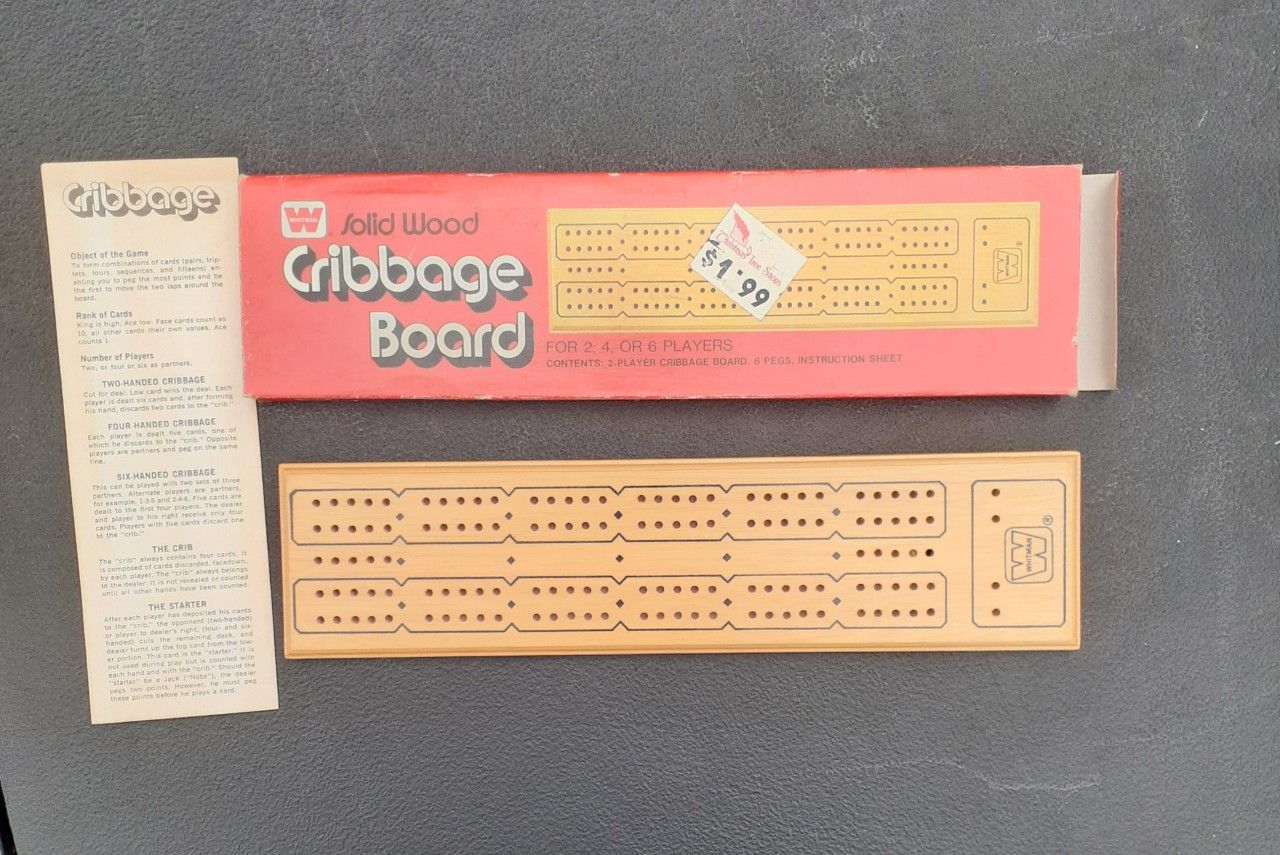 Cribbage
Object of the Game
To form combinations of cards (pairs, trip-
lets, fours, sequences, and fifteens) en-
abling you to peg the most points and be
the first to move the two laps around the
board.
Rank of Cards
King is high, Ace low. Face cards count as
10, all other cards their own values, Ace
counts 1.
Number of Players
Two, or four or six as partners.
TWO-HANDED CRIBBAGE
Cut for deal. Low card wins the deal. Each
player is dealt six cards and, after forming
his hand, discards two cards to the "crib."
FOUR-HANDED CRIBBAGE
Each player is dealt five cards, one of
which he discards to the "crib." Opposite
players are partners and peg on the same
line.
SIX-HANDED CRIBBAGE
This can be played with two sets of three
partners. Alternate players are partners,
for example, 1-3-5 and 2-4-6. Five cards are
dealt to the first four players. The dealer
and player to his right receive only four
cards. Players with five cards discard one
to the "crib."
THE CRIB
The "crib" always contains four cards. It
is composed of cards discarded, facedown,
by each player. The "crib" always belongs
to the dealer. It is not revealed or counted
until all other hands have been counted.
THE STARTER
After each player has deposited his cards
to the "crib," the opponent (two-handed)
or player to dealer's right, (four- and six-
handed) cuts the remaining deck, and
dealer turns up the top card from the low-
er portion. This card is the "starter." It is
not used during play but is counted with
each hand and with the "crib." Should the
"starter" be a Jack ("Nobs"), the dealer
pegs two points. However, he must peg
these points before he plays a card.
W
WHITMAN
Solid Wood
Cribbage
Board
Christmas Tree Shops
$1.99
FOR 2, 4, OR 6 PLAYERS
CONTENTS: 2-PLAYER CRIBBAGE BOARD, 6 PEGS, INSTRUCTION SHEET
W
WHITMAN
®